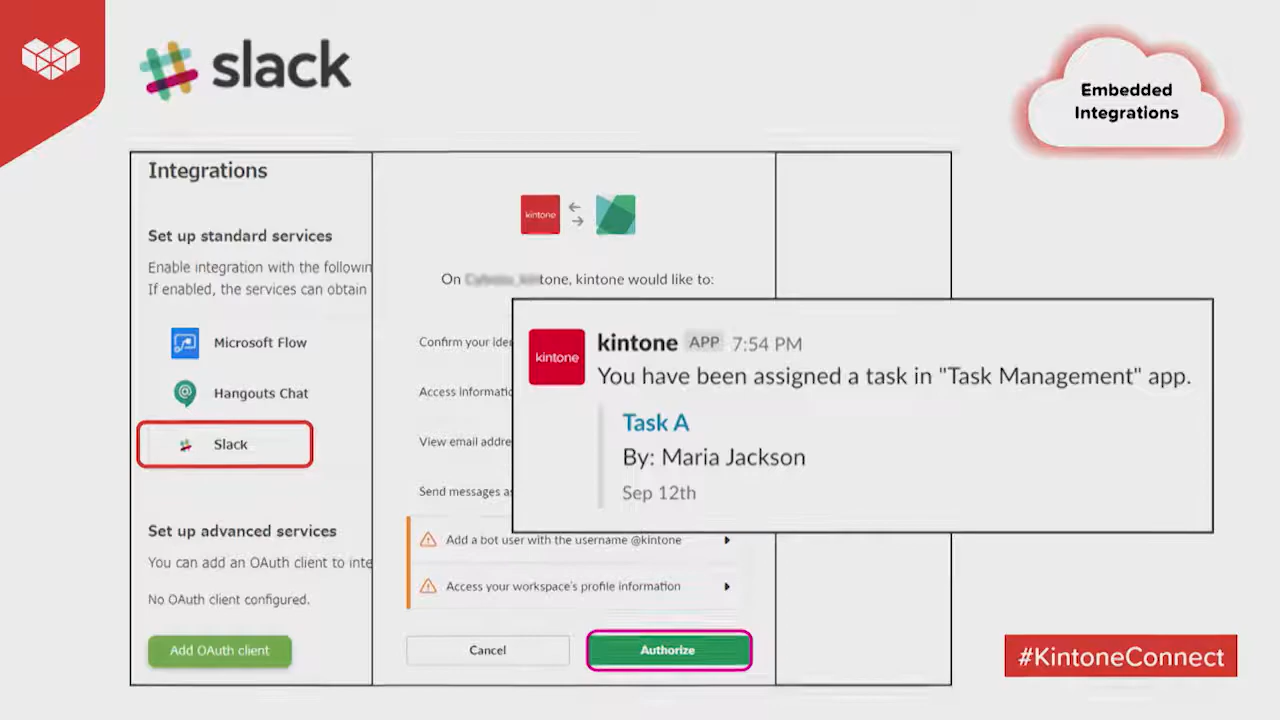 slack
Embedded
Integrations
Integrations
Set up standard services
Enable integration with the followin
If enabled, the services can obtain
Microsoft Flow
Hangouts Chat
Slack
Set up advanced services
You can add an OAuth client to inte
No OAuth client configured.
Add OAuth client
kintone
On tone, kintone would like to:
Confirm your ide
Access Informatio
View email addre
Send messages as
Add a bot user with the username @kintone
Access your workspace's profile information
Cancel
Authorize
kintone
kintone APP 7:54 PM
You have been assigned a task in "Task Management" app.
Task A
By: Maria Jackson
Sep 12th
#KintoneConnect